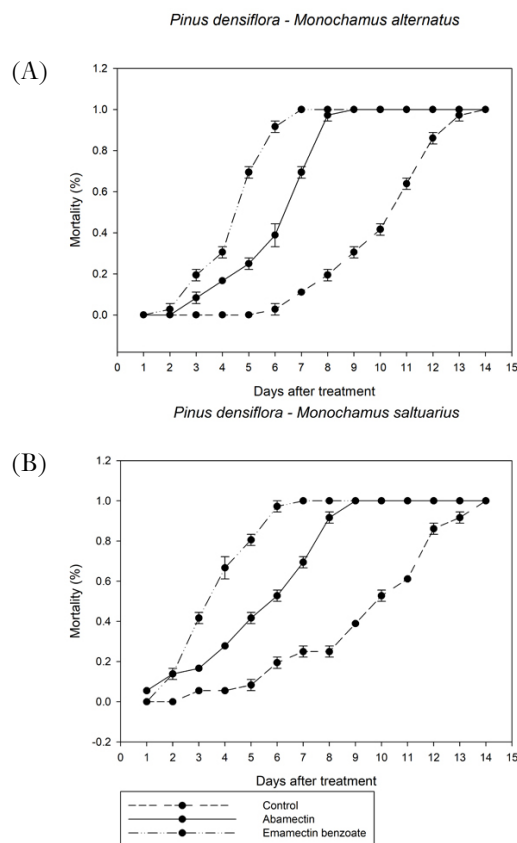 Pinus densiflora - Monochamus alternatus
(A)
1.2
1.0
0.8
0.6
0.4
0.2
0.0
Mortality (%)
0 1 2 3 4 5 6 7 8 9 10 11 12 13 14 15
Days after treatment
Pinus densiflora - Monochamus saltuarius
(B)
1.2
1.0
0.8
0.6
0.4
0.2
0.0
-0.2
Mortality (%)
0 1 2 3 4 5 6 7 8 9 10 11 12 13 14 15
Days after treatment
Control
Abamectin
Emamectin benzoate